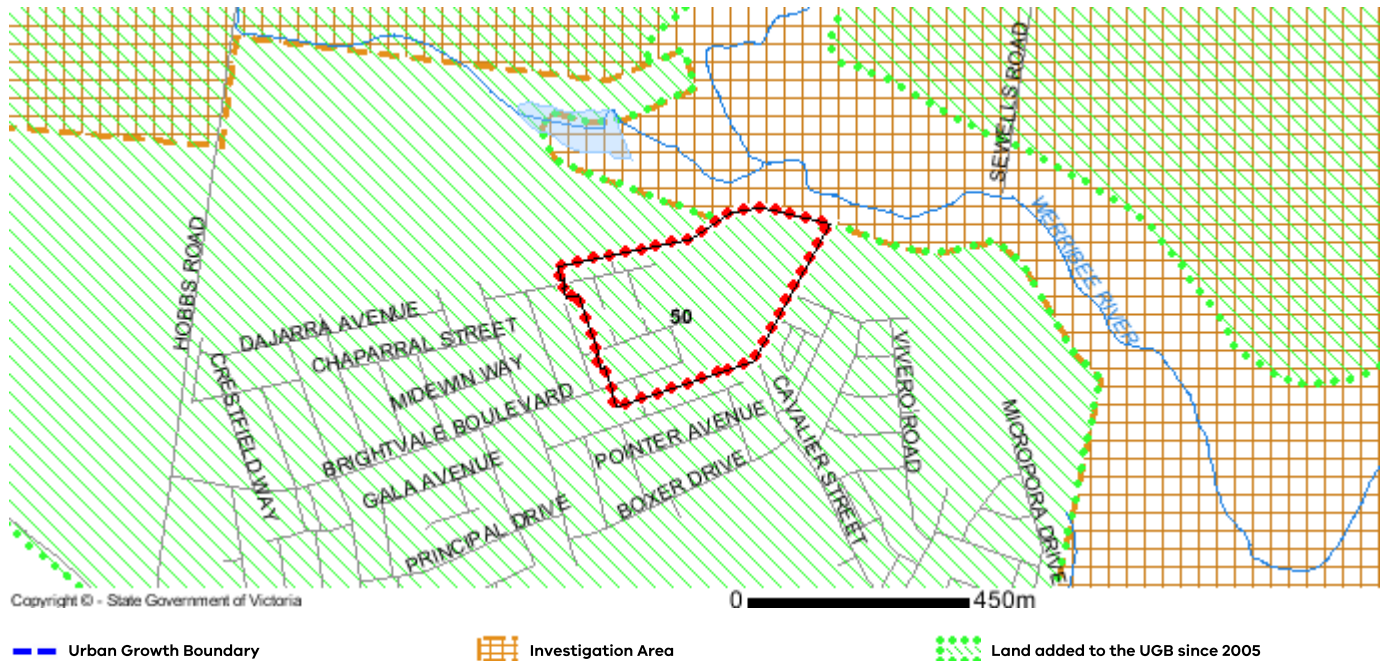 SEWELLS ROAD
WERRIBEE RIVER
HOBBS ROAD
DAJARRA AVENUE
CHAPARRAL STREET
MIDEWIN WAY
BRIGHTVALE BOULEVARD
CRESTFIELD WAY
GALA AVENUE
PRINCIPAL DRIVE
50
POINTER AVENUE
BOXER DRIVE
CAVALIER STREET
VIVERO ROAD
MICROPORA DRIVE
Copyright © - State Government of Victoria
0 450m
Urban Growth Boundary Investigation Area Land added to the UGB since 2005